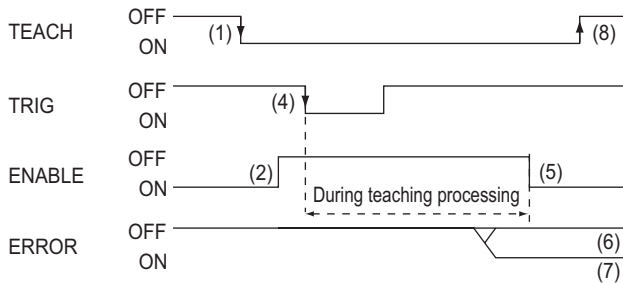 TEACH OFF ON (1) (8)
TRIG OFF ON (4)
ENABLE OFF ON (2) During teaching processing (5)
ERROR OFF ON (6) (7)